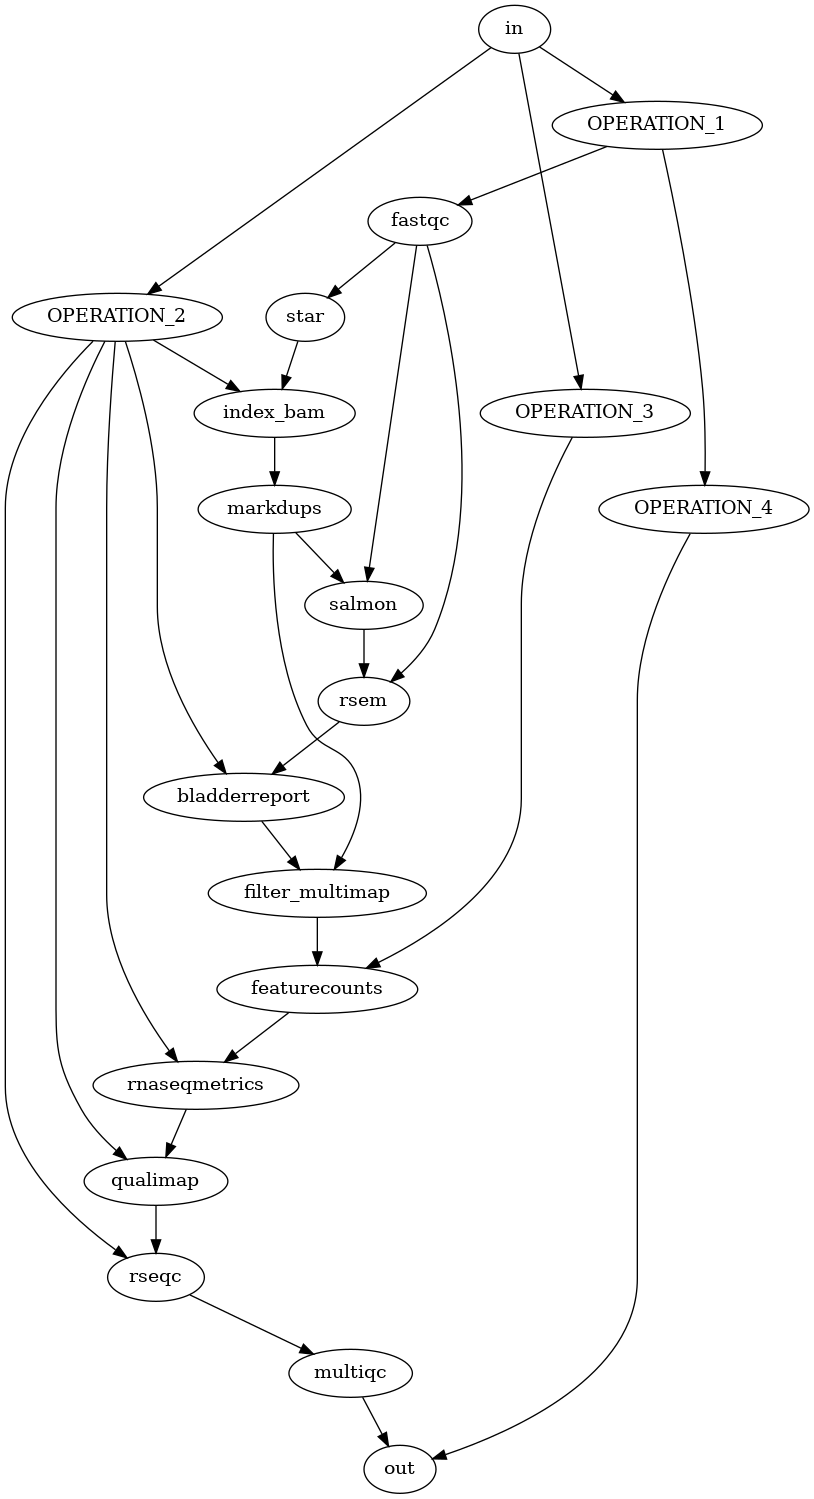 in
OPERATION_1
fastqc
OPERATION_2
star
index_bam
OPERATION_3
markdups
OPERATION_4
salmon
rsem
bladderreport
filter_multimap
featurecounts
rnaseqmetrics
qualimap
rseqc
multiqc
out